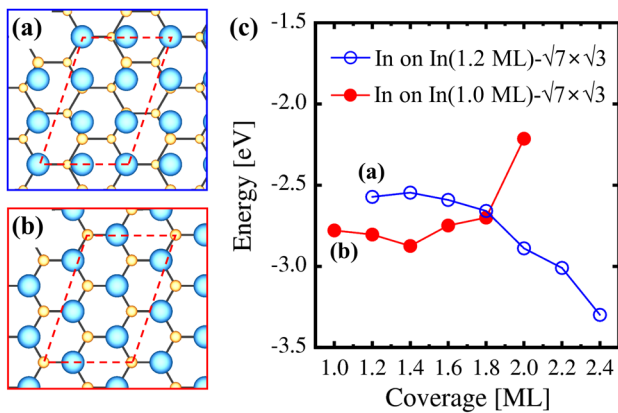 (a)
(b)
(c)
-1.5
-2.0
-2.5
-3.0
-3.5
Energy [eV]
In on In(1.2 ML)-√7×√3
In on In(1.0 ML)-√7×√3
(a)
(b)
1.0 1.2 1.4 1.6 1.8 2.0 2.2 2.4
Coverage [ML]